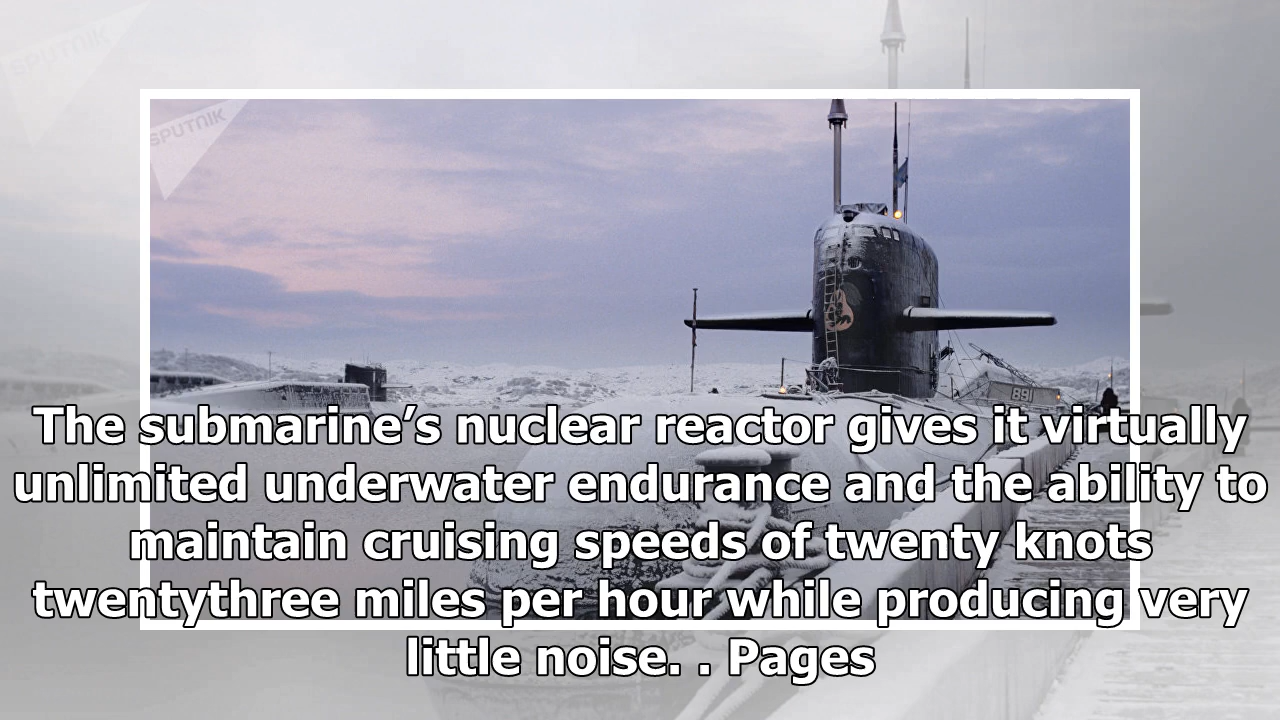 SPUTNIK
SPUTNIK
891
The submarine’s nuclear reactor gives it virtually
unlimited underwater endurance and the ability to
maintain cruising speeds of twenty knots
twentythree miles per hour while producing very
little noise. . Pages